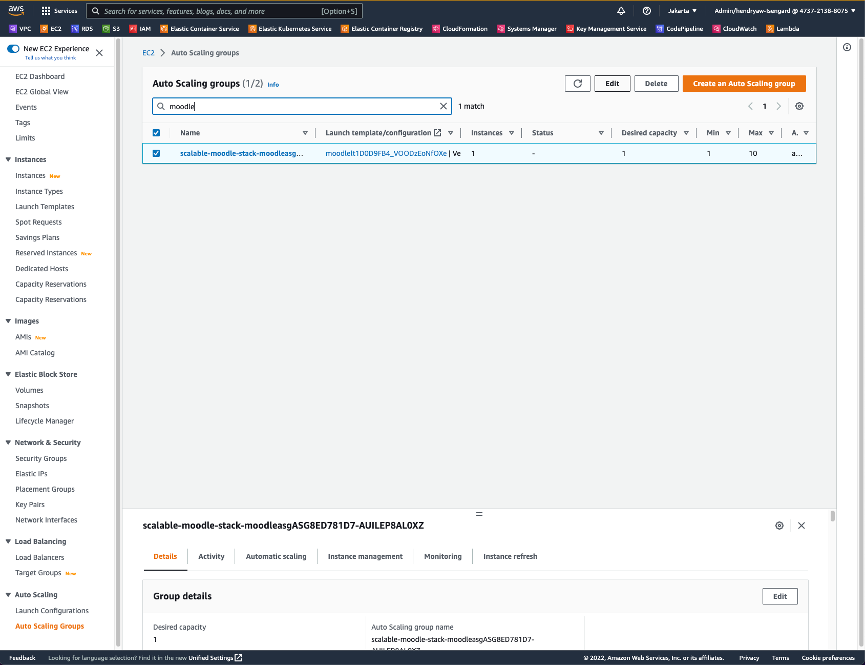 aws
Services
Search for services, features, blogs, docs, and more
[Option+S]
Jakarta ▼
Admin/hendryaw-Isengard @ 4737-2138-8075 ▼
VPC
EC2
RDS
S3
IAM
Elastic Container Service
Elastic Kubernetes Service
Elastic Container Registry
CloudFormation
Systems Manager
Key Management Service
CodePipeline
CloudWatch
Lambda
New EC2 Experience
Tell us what you think
EC2 Dashboard
EC2 Global View
Events
Tags
Limits
Instances
Instances New
Instance Types
Launch Templates
Spot Requests
Savings Plans
Reserved Instances New
Dedicated Hosts
Capacity Reservations
Capacity Reservations
Images
AMIs New
AMI Catalog
Elastic Block Store
Volumes
Snapshots
Lifecycle Manager
Network & Security
Security Groups
Elastic IPs
Placement Groups
Key Pairs
Network Interfaces
Load Balancing
Load Balancers
Target Groups New
Auto Scaling
Launch Configurations
Auto Scaling Groups
EC2 > Auto Scaling groups
Auto Scaling groups (1/2) Info
Edit
Delete
Create an Auto Scaling group
moodle
1 match
1
Name
Launch template/configuration
Instances
Status
Desired capacity
Min
Max
A.
scalable-moodle-stack-moodleasg...
moodlelt1D0D9FB4_VOODzEoNfOXe | Ve
1
-
1
1
10
a...
scalable-moodle-stack-moodleasgASG8ED781D7-AUILEP8AL0XZ
Details
Activity
Automatic scaling
Instance management
Monitoring
Instance refresh
Group details
Edit
Desired capacity
1
Auto Scaling group name
scalable-moodle-stack-moodleasgASG8ED781D7-
AUILEP8AL0XZ
Feedback
Looking for language selection? Find it in the new Unified Settings
© 2022, Amazon Web Services, Inc. or its affiliates.
Privacy
Terms
Cookie preferences